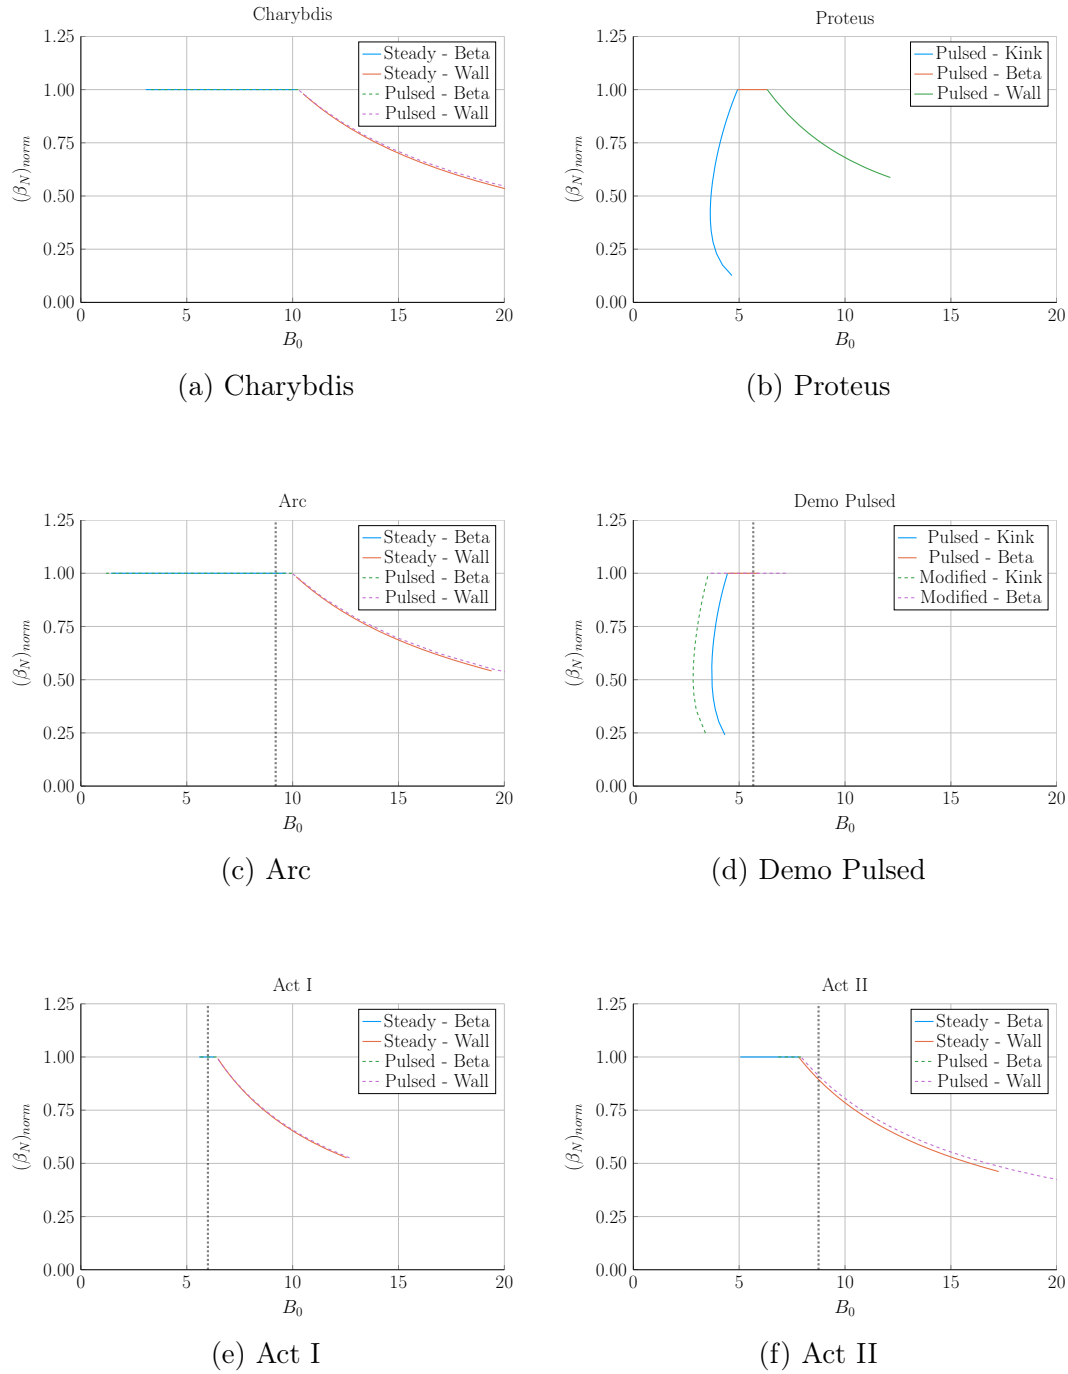 Charybdis
1.25
1.00
0.75
0.50
0.25
0.00
(β_N)_norm
0 5 10 15 20
B_0
Steady - Beta
Steady - Wall
Pulsed - Beta
Pulsed - Wall
(a) Charybdis
Proteus
1.25
1.00
0.75
0.50
0.25
0.00
(β_N)_norm
0 5 10 15 20
B_0
Pulsed - Kink
Pulsed - Beta
Pulsed - Wall
(b) Proteus
Arc
1.25
1.00
0.75
0.50
0.25
0.00
(β_N)_norm
0 5 10 15 20
B_0
Steady - Beta
Steady - Wall
Pulsed - Beta
Pulsed - Wall
(c) Arc
Demo Pulsed
1.25
1.00
0.75
0.50
0.25
0.00
(β_N)_norm
0 5 10 15 20
B_0
Pulsed - Kink
Pulsed - Beta
Modified - Kink
Modified - Beta
(d) Demo Pulsed
Act I
1.25
1.00
0.75
0.50
0.25
0.00
(β_N)_norm
0 5 10 15 20
B_0
Steady - Beta
Steady - Wall
Pulsed - Beta
Pulsed - Wall
(e) Act I
Act II
1.25
1.00
0.75
0.50
0.25
0.00
(β_N)_norm
0 5 10 15 20
B_0
Steady - Beta
Steady - Wall
Pulsed - Beta
Pulsed - Wall
(f) Act II